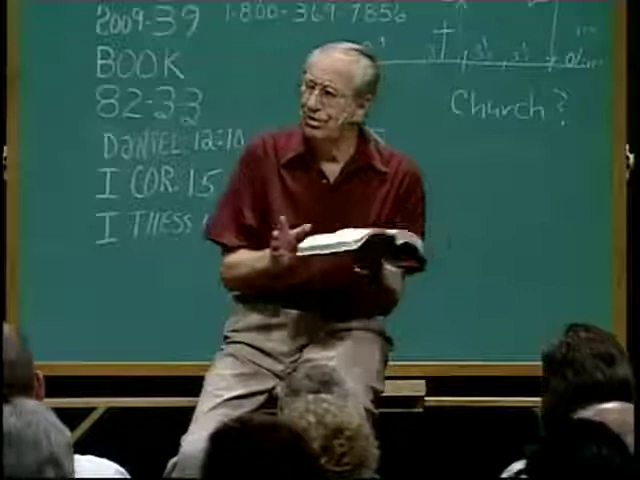 2009-39
1-800-369-7856
BOOK
82-33
Church?
DANIEL 12:10
I COR. 15
I THESS